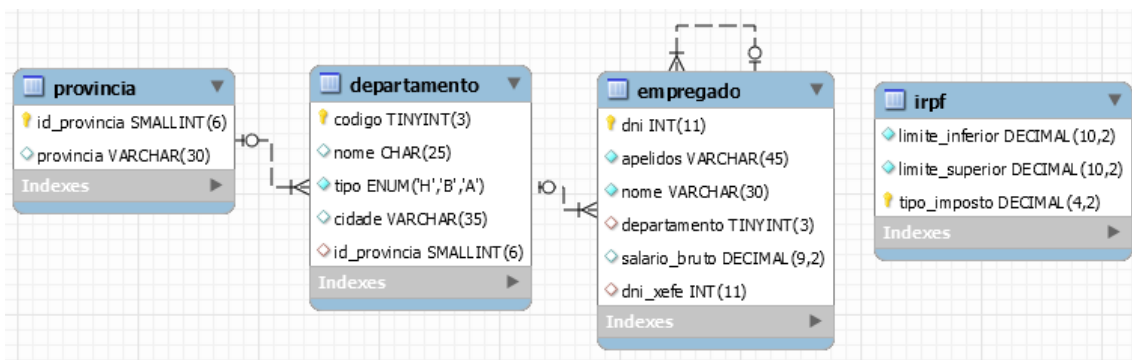 provincia
id_provincia SMALLINT(6)
provincia VARCHAR(30)
Indexes
departamento
codigo TINYINT(3)
nome CHAR(25)
tipo ENUM('H','B','A')
cidade VARCHAR(35)
id_provincia SMALLINT(6)
Indexes
empregado
dni INT(11)
apelidos VARCHAR(45)
nome VARCHAR(30)
departamento TINYINT(3)
salario_bruto DECIMAL(9,2)
dni_xefe INT(11)
Indexes
irpf
limite_inferior DECIMAL(10,2)
limite_superior DECIMAL(10,2)
tipo_imposto DECIMAL(4,2)
Indexes